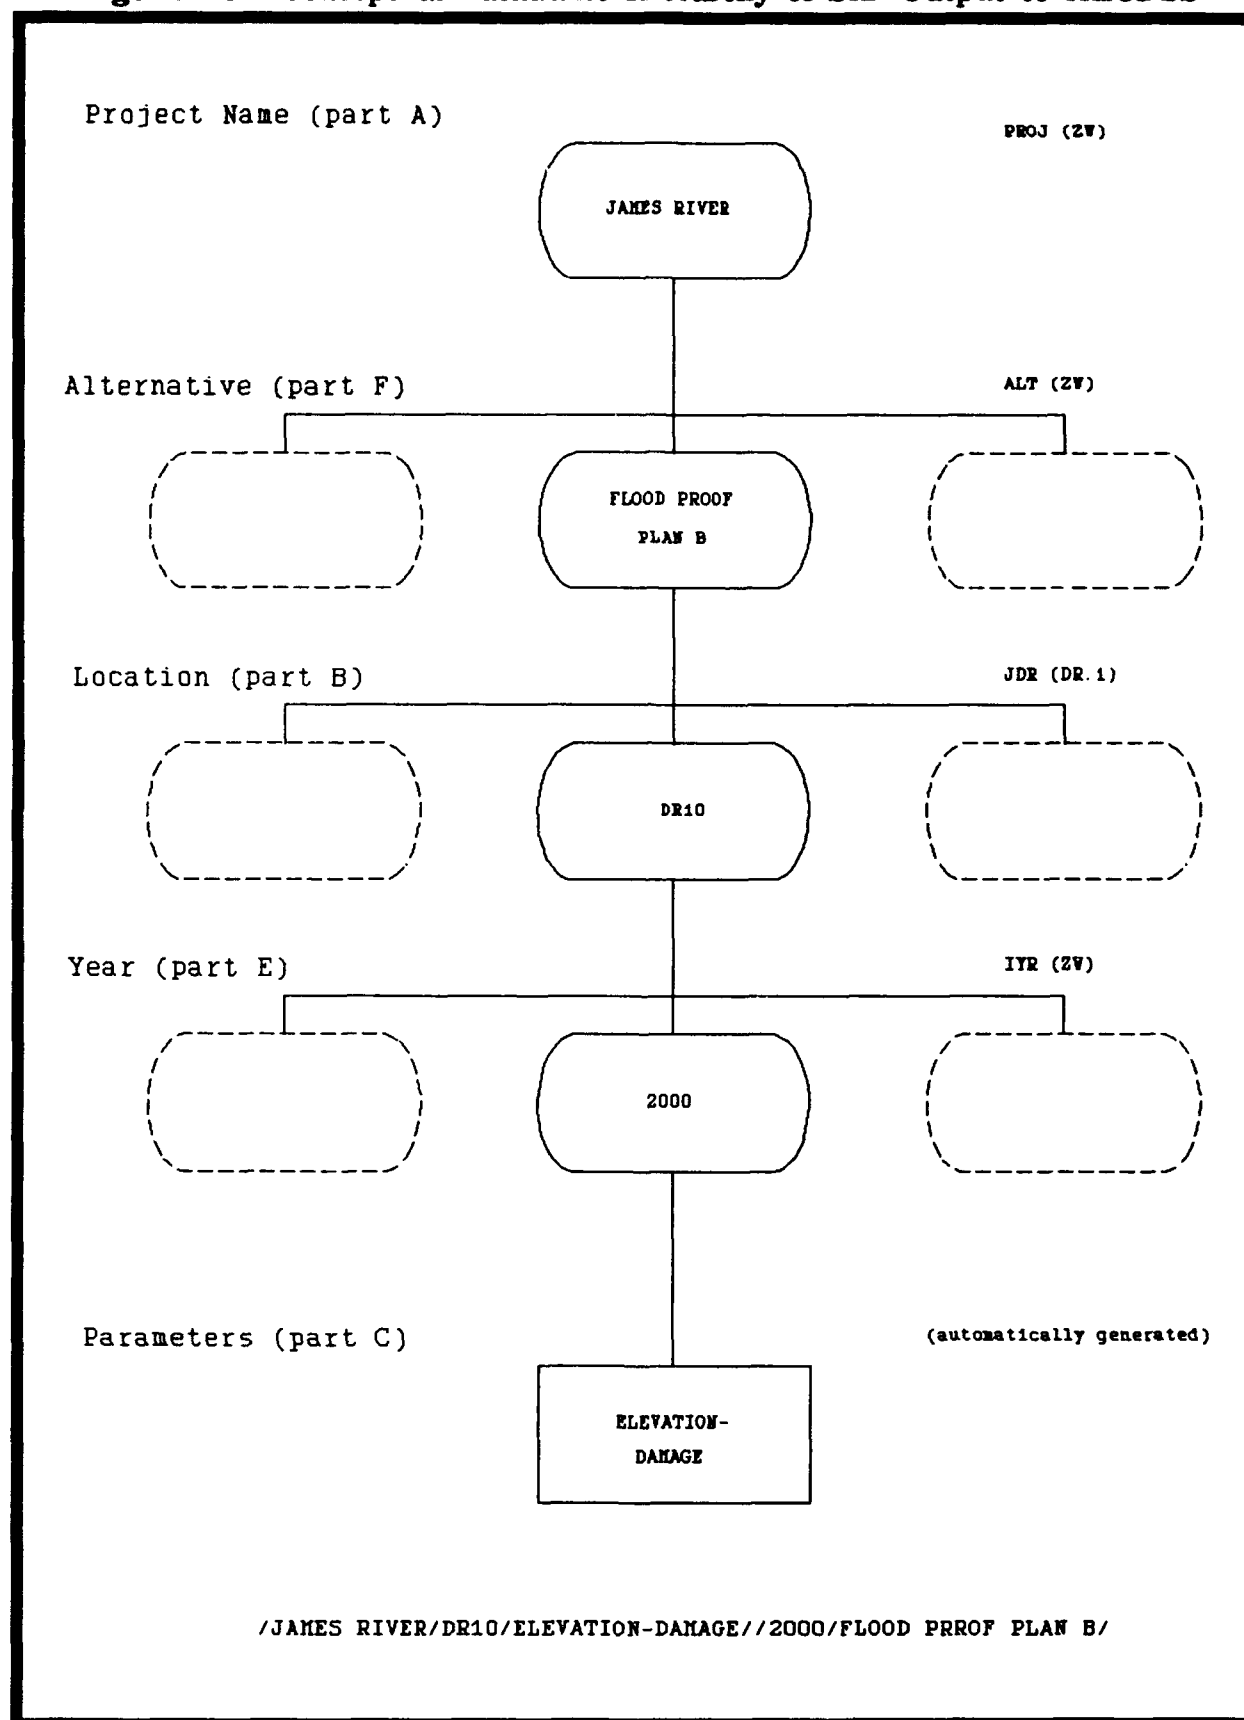 Project Name (part A)
PROJ (ZW)
JAMES RIVER
Alternative (part F)
ALT (ZW)
FLOOD PROOF
PLAN B
Location (part B)
JDR (DR.1)
DR10
Year (part E)
IYR (ZW)
2000
Parameters (part C)
(automatically generated)
ELEVATION-
DAMAGE
/JAMES RIVER/DR10/ELEVATION-DAMAGE//2000/FLOOD PRROF PLAN B/